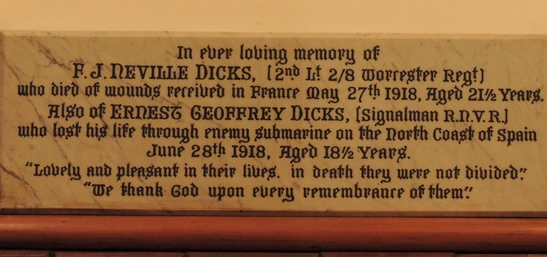 In ever loving memory of
F. J. NEVILLE DICKS, (2nd Lt 2/8 Worcester Regt)
who died of wounds received in France May 27th 1918, Aged 21½ Years.
Also of ERNEST GEOFFREY DICKS, (Signalman R.N.V.R.)
who lost his life through enemy submarine on the North Coast of Spain
June 28th 1918, Aged 18½ Years.
"Lovely and pleasant in their lives. in death they were not divided."
"We thank God upon every remembrance of them."